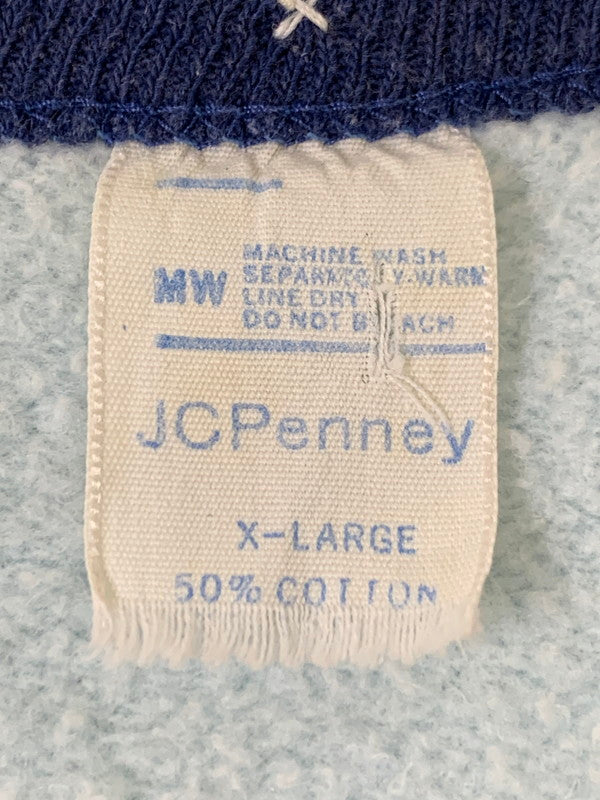 MACHINE WASH
MW SEPARATELY-WARM
LINE DRY
DO NOT BLEACH
JCPenney
X-LARGE
50% COTTON